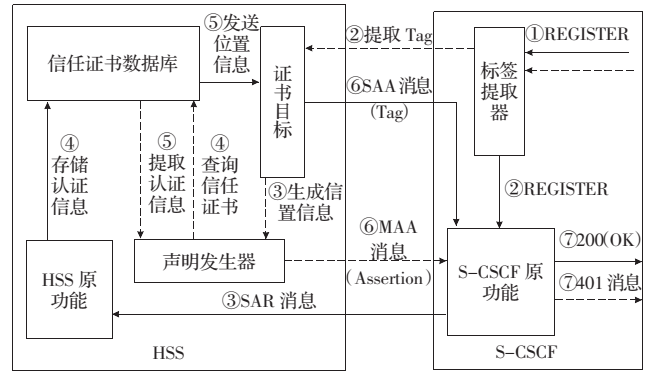 ⑤发送
位置
信息
②提取 Tag
①REGISTER
信任证书数据库
证
书
目
标
标签
提取
器
⑥SAA 消息
(Tag)
④
存储
认证
信息
⑤
提取
认证
信息
④
查询
信任
证书
③生成信
置信息
②REGISTER
⑥MAA
消息
(Assertion)
HSS 原
功能
声明发生器
S-CSCF 原
功能
⑦200(OK)
⑦401 消息
③SAR 消息
HSS
S-CSCF